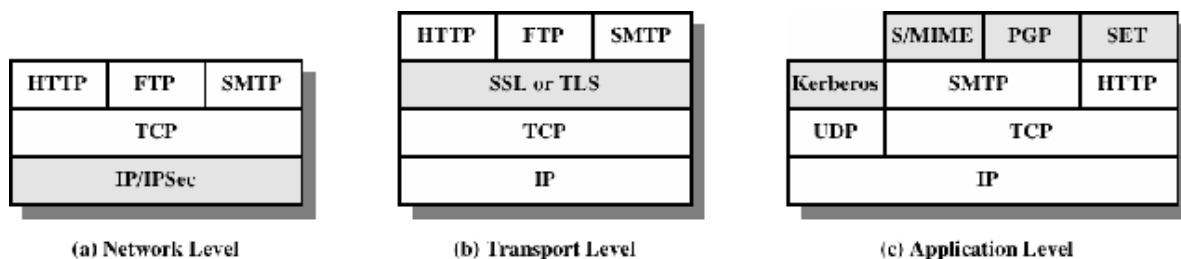 HTTP FTP SMTP
TCP
IP/IPSec
(a) Network Level
HTTP FTP SMTP
SSL or TLS
TCP
IP
(b) Transport Level
S/MIME PGP SET
Kerberos SMTP HTTP
UDP TCP
IP
(c) Application Level